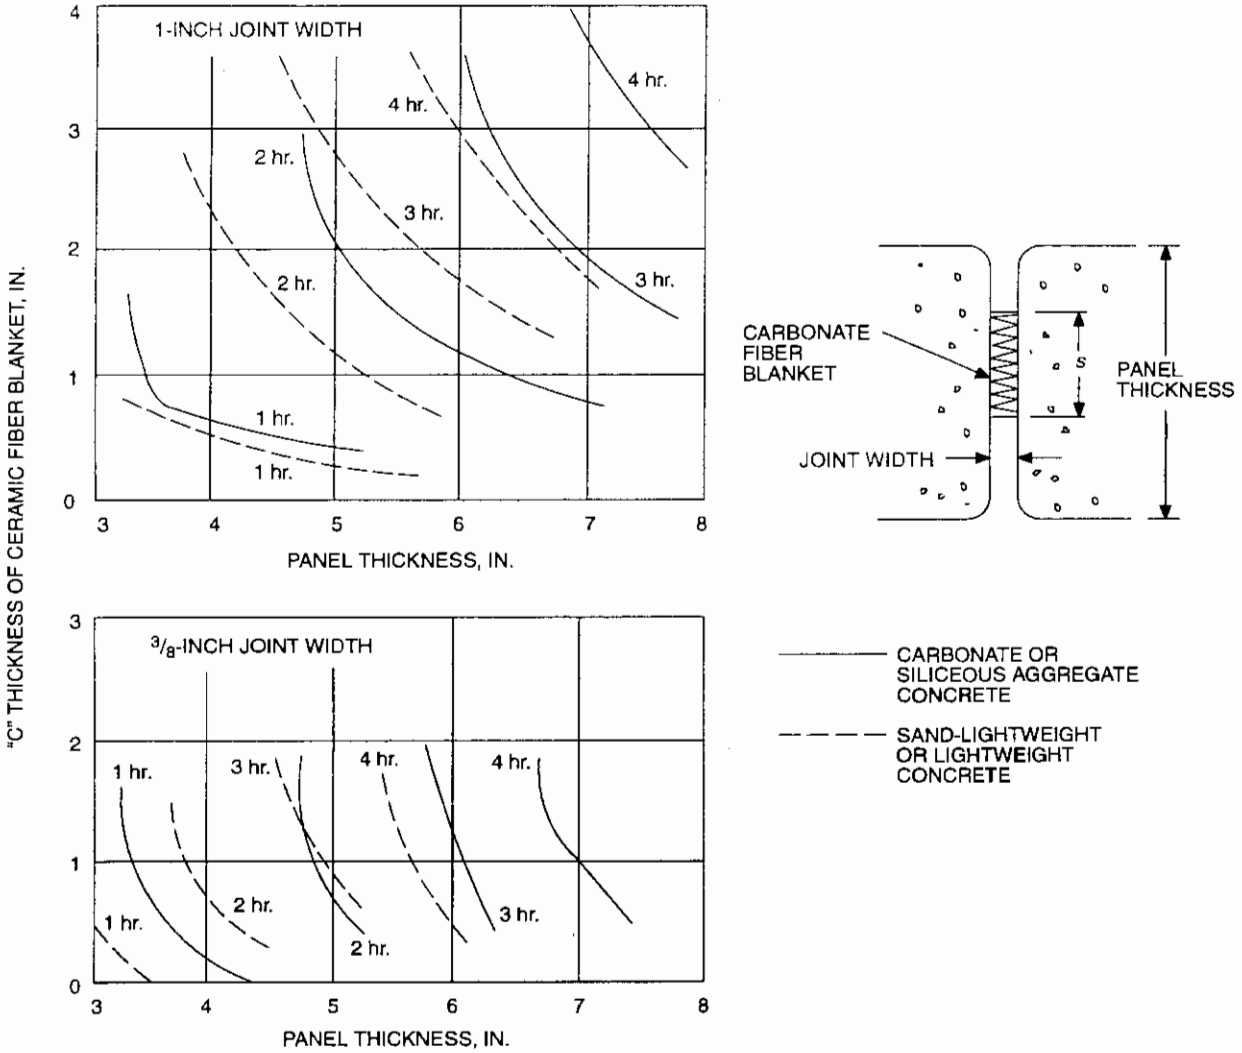 "C" THICKNESS OF CERAMIC FIBER BLANKET, IN.
1-INCH JOINT WIDTH
4
3
2
1
0
4 hr.
4 hr.
2 hr.
3 hr.
2 hr.
3 hr.
1 hr.
1 hr.
3 4 5 6 7 8
PANEL THICKNESS, IN.
CARBONATE
FIBER
BLANKET
S
PANEL
THICKNESS
JOINT WIDTH
3/8-INCH JOINT WIDTH
3
2
1
0
1 hr.
3 hr.
4 hr.
4 hr.
1 hr.
2 hr.
2 hr.
3 hr.
3 4 5 6 7 8
PANEL THICKNESS, IN.
CARBONATE OR
SILICEOUS AGGREGATE
CONCRETE
SAND-LIGHTWEIGHT
OR LIGHTWEIGHT
CONCRETE